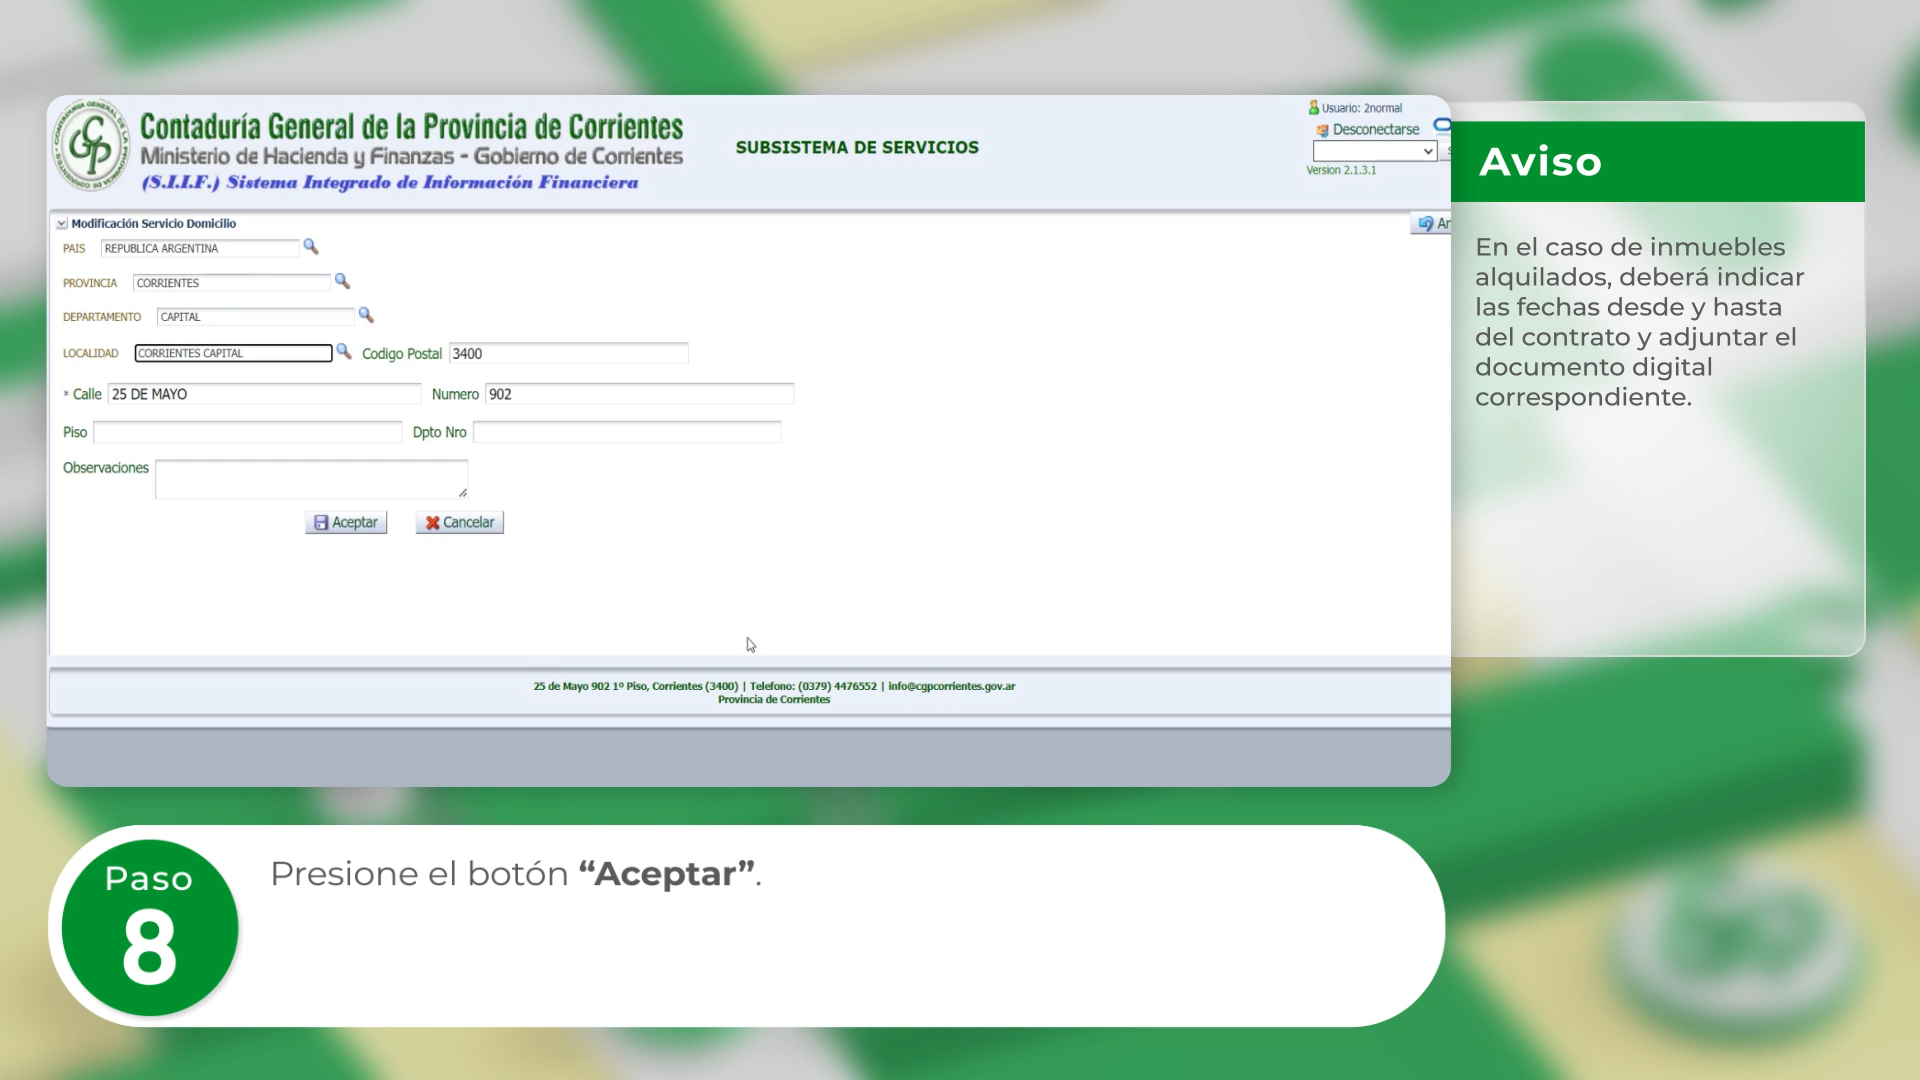 Contaduría General de la Provincia de Corrientes
Ministerio de Hacienda y Finanzas - Gobierno de Corrientes
(S.I.I.F.) Sistema Integrado de Información Financiera
SUBSISTEMA DE SERVICIOS
Usuario: 2normal
Desconectarse
Version 2.1.3.1
Modificación Servicio Domicilio
PAIS REPUBLICA ARGENTINA
PROVINCIA CORRIENTES
DEPARTAMENTO CAPITAL
LOCALIDAD CORRIENTES CAPITAL Codigo Postal 3400
* Calle 25 DE MAYO Numero 902
Piso Dpto Nro
Observaciones
Aceptar Cancelar
25 de Mayo 902 1º Piso, Corrientes (3400) | Telefono: (0379) 4476552 | info@cgpcorrientes.gov.ar
Provincia de Corrientes
Aviso
En el caso de inmuebles
alquilados, deberá indicar
las fechas desde y hasta
del contrato y adjuntar el
documento digital
correspondiente.
Paso
8
Presione el botón “Aceptar”.